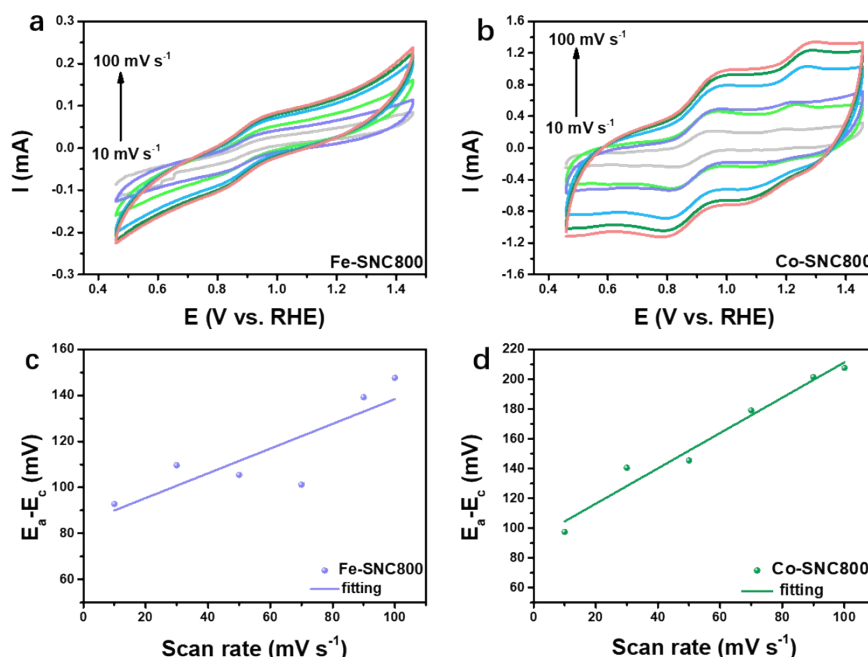 a
I (mA)
0.3
0.2
0.1
0.0
-0.1
-0.2
-0.3
100 mV s⁻¹
10 mV s⁻¹
Fe-SNC800
0.4 0.6 0.8 1.0 1.2 1.4
E (V vs. RHE)
b
I (mA)
1.6
1.2
0.8
0.4
0.0
-0.4
-0.8
-1.2
-1.6
100 mV s⁻¹
10 mV s⁻¹
Co-SNC800
0.4 0.6 0.8 1.0 1.2 1.4
E (V vs. RHE)
c
Eₐ-E꜀ (mV)
160
140
120
100
80
60
Fe-SNC800
fitting
0 20 40 60 80 100
Scan rate (mV s⁻¹)
d
Eₐ-E꜀ (mV)
220
200
180
160
140
120
100
80
60
Co-SNC800
fitting
0 20 40 60 80 100
Scan rate (mV s⁻¹)